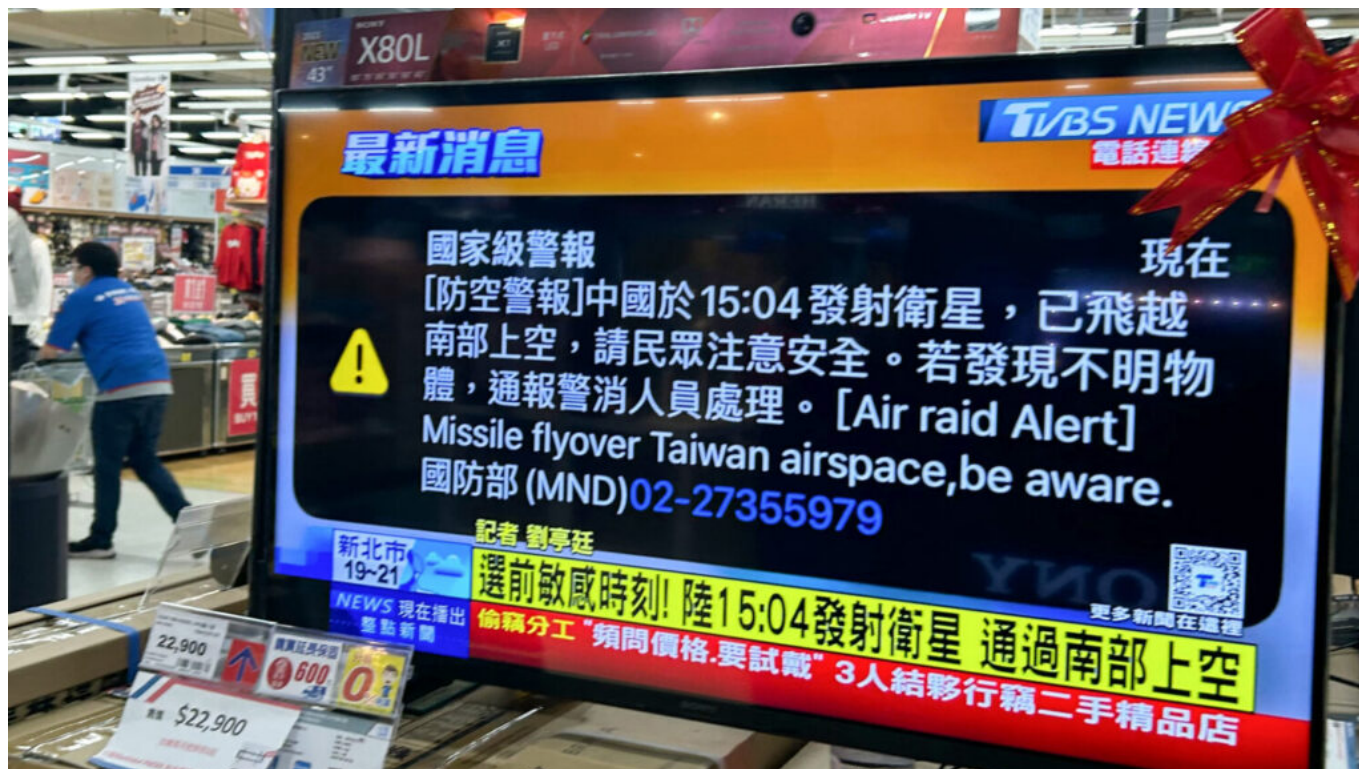 SONY
NEW
43"
X80L
最新消息
TVBS NEW
電話連線
國家級警報
現在
[防空警報]中國於15:04發射衛星，已飛越
南部上空，請民眾注意安全。若發現不明物
體，通報警消人員處理。[Air raid Alert]
Missile flyover Taiwan airspace,be aware.
國防部 (MND)02-27355979
記者 劉亭廷
新北市
19~21
選前敏感時刻! 陸15:04發射衛星 通過南部上空
更多新聞在這裡
NEWS 現在播出
整點新聞
偷竊分工 "頻問價格.要試戴" 3人結夥行竊二手精品店
22,900
600
0
$22,900
BUY